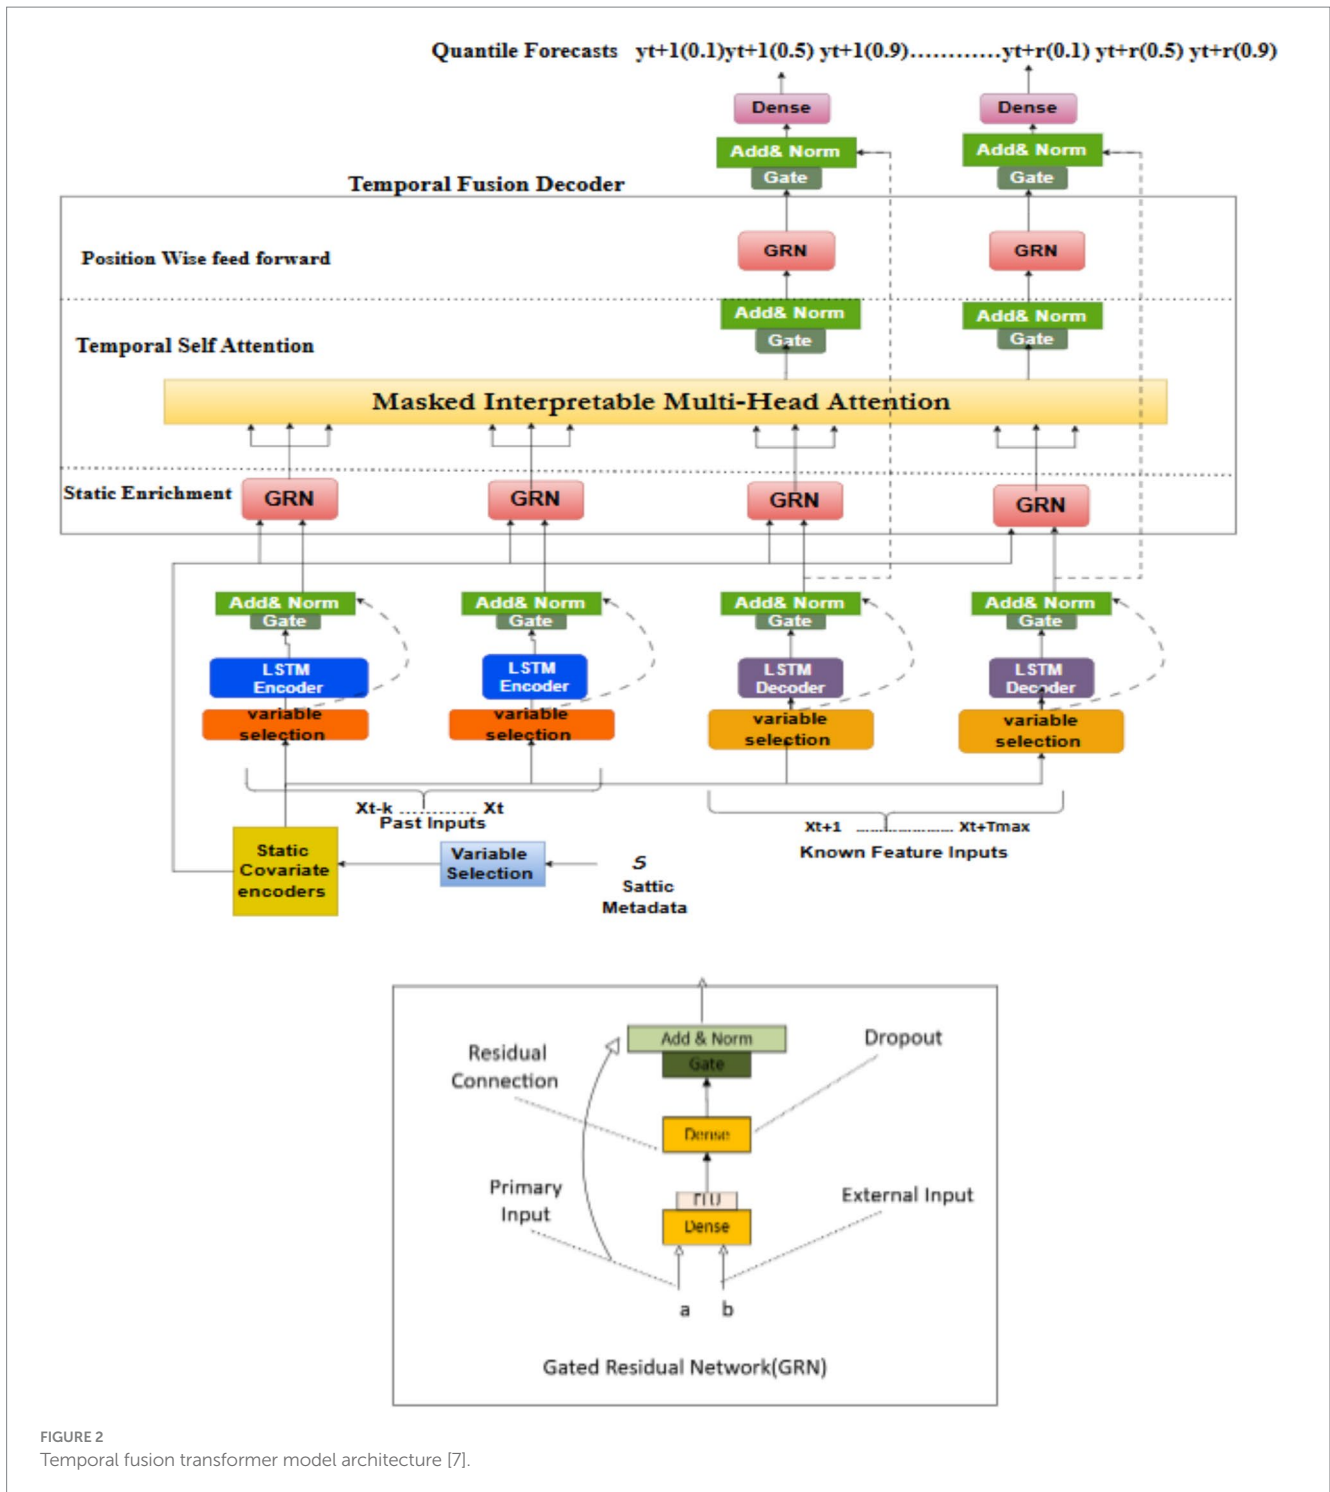 Quantile Forecasts yt+1(0.1)yt+1(0.5) yt+1(0.9)............yt+r(0.1) yt+r(0.5) yt+r(0.9)
Dense
Dense
Add& Norm
Gate
Add& Norm
Gate
Temporal Fusion Decoder
Position Wise feed forward
GRN
GRN
Add& Norm
Gate
Add& Norm
Gate
Temporal Self Attention
Masked Interpretable Multi-Head Attention
Static Enrichment
GRN
GRN
GRN
GRN
Add& Norm
Gate
Add& Norm
Gate
Add& Norm
Gate
Add& Norm
Gate
LSTM
Encoder
LSTM
Encoder
LSTM
Decoder
LSTM
Decoder
variable
selection
variable
selection
variable
selection
variable
selection
Xt-k ............. Xt
Past Inputs
Xt+1 ........................ Xt+Tmax
Known Feature Inputs
Static
Covariate
encoders
Variable
Selection
S
Sattic
Metadata
Add & Norm
Gate
Residual
Connection
Dropout
Dense
Primary
Input
External Input
Dense
a b
Gated Residual Network(GRN)
FIGURE 2
Temporal fusion transformer model architecture [7].